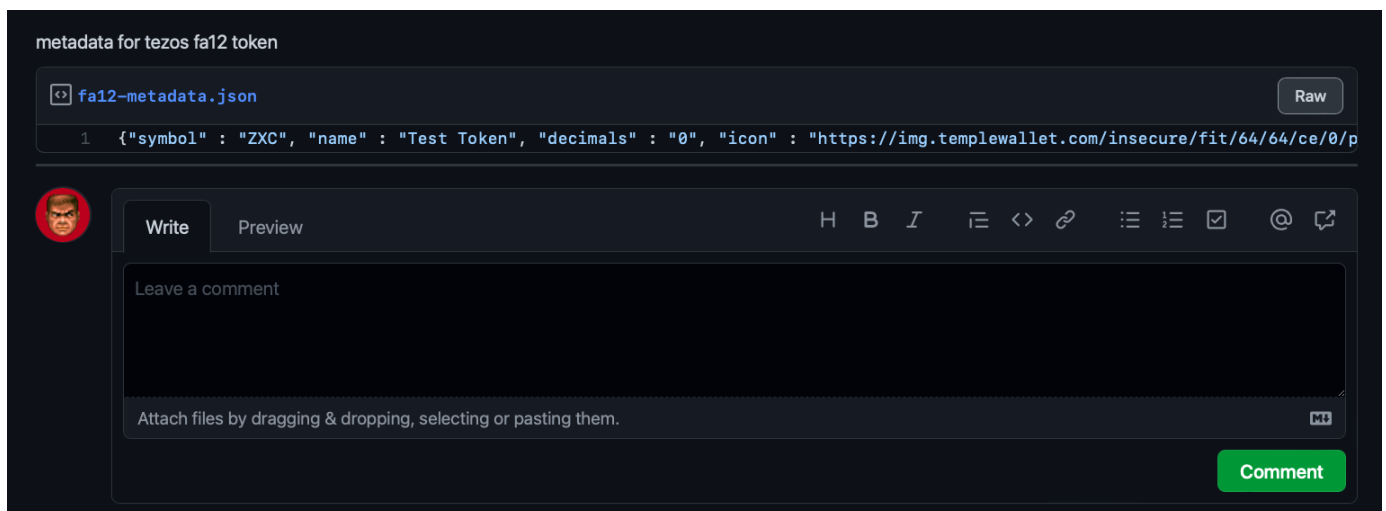 metadata for tezos fa12 token
fa12-metadata.json
Raw
1 {"symbol" : "ZXC", "name" : "Test Token", "decimals" : "0", "icon" : "https://img.templewallet.com/insecure/fit/64/64/ce/0/p
Write Preview
Leave a comment
Attach files by dragging & dropping, selecting or pasting them.
Comment